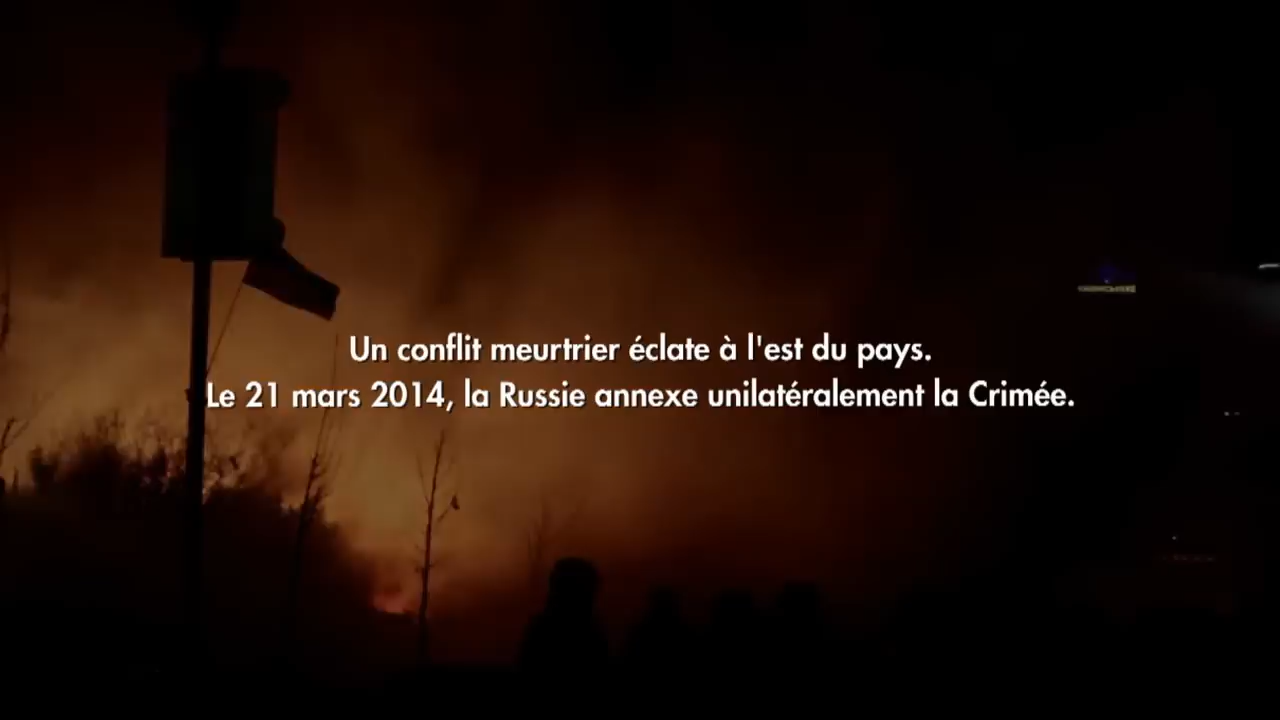 Un conflit meurtrier éclate à l'est du pays.
Le 21 mars 2014, la Russie annexe unilatéralement la Crimée.